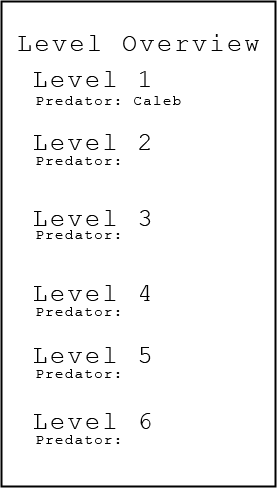 Level Overview
Level 1
Predator: Caleb
Level 2
Predator:
Level 3
Predator:
Level 4
Predator:
Level 5
Predator:
Level 6
Predator: